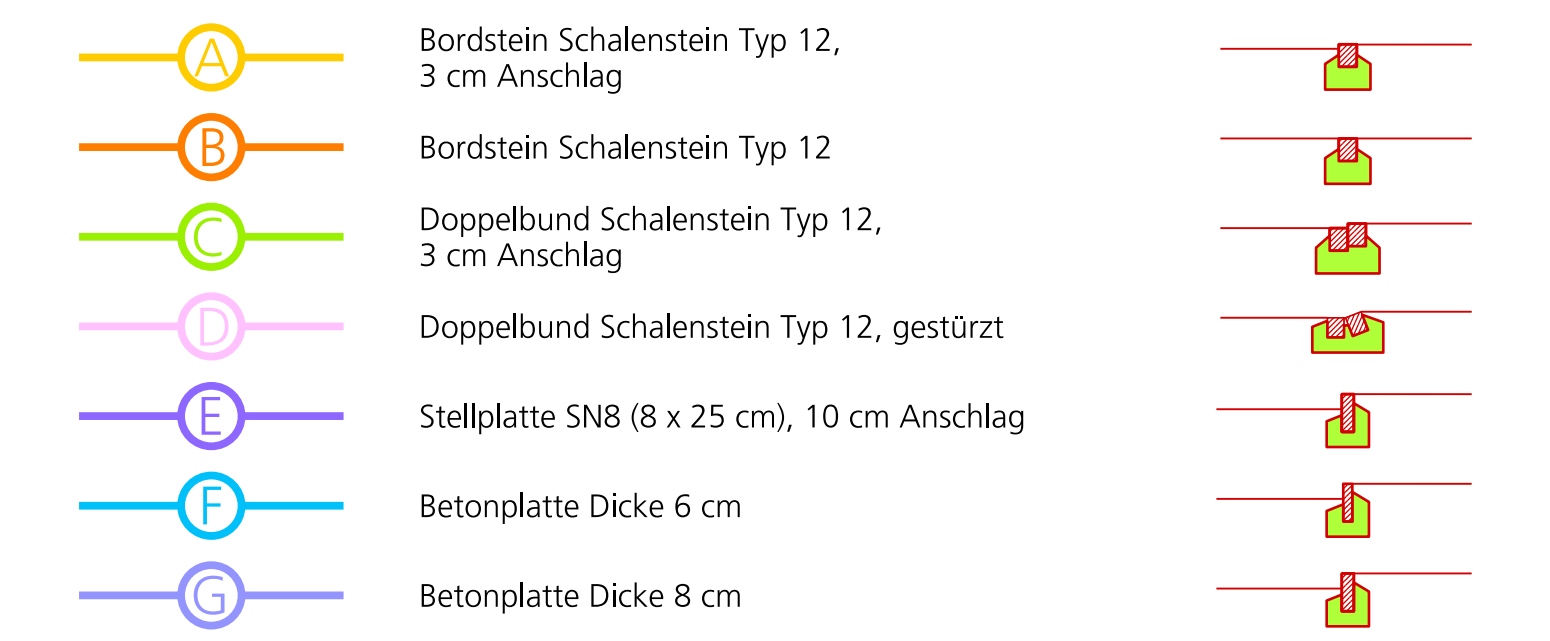 A
Bordstein Schalenstein Typ 12,
3 cm Anschlag
B
Bordstein Schalenstein Typ 12
C
Doppelbund Schalenstein Typ 12,
3 cm Anschlag
D
Doppelbund Schalenstein Typ 12, gestürzt
E
Stellplatte SN8 (8 x 25 cm), 10 cm Anschlag
F
Betonplatte Dicke 6 cm
G
Betonplatte Dicke 8 cm